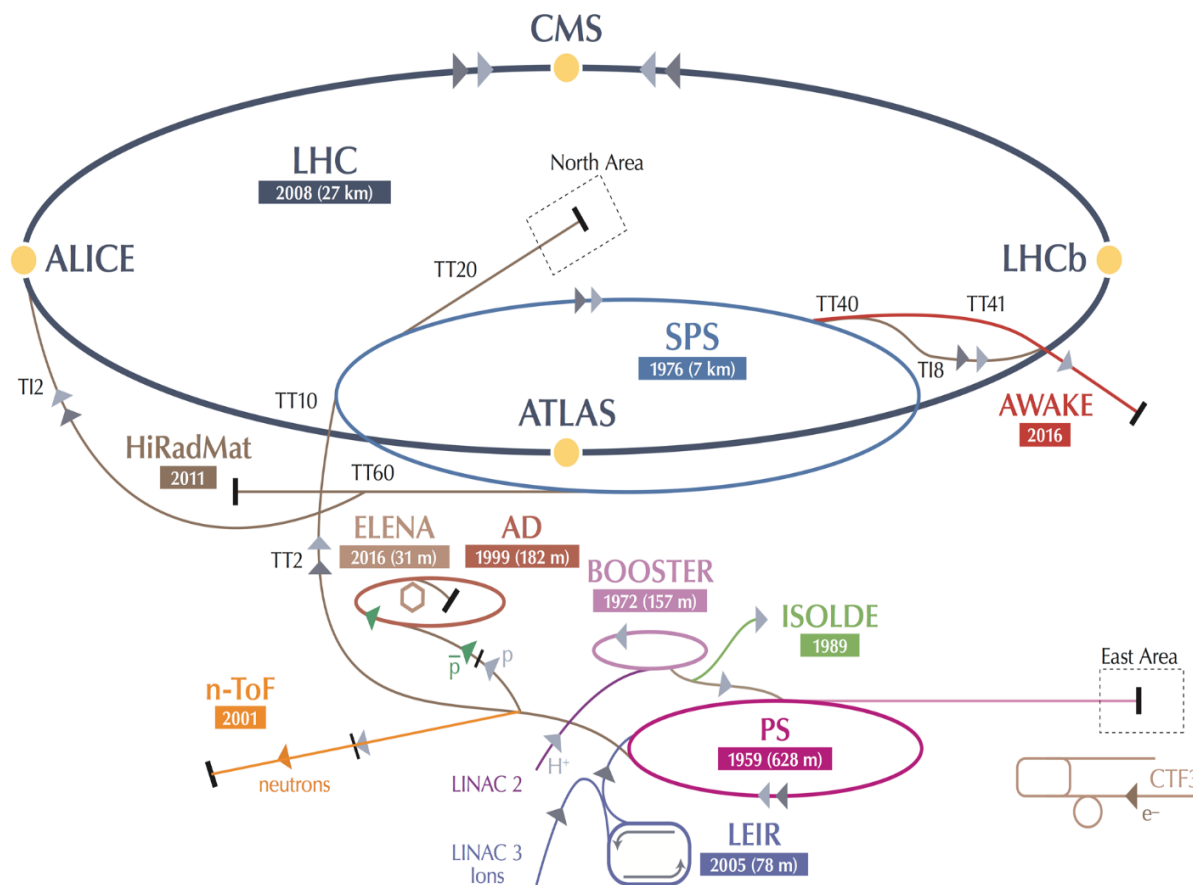 CMS
LHC
2008 (27 km)
North Area
ALICE
LHCb
TT20
TT40
TT41
SPS
1976 (7 km)
TI8
TI2
TT10
ATLAS
AWAKE
2016
HiRadMat
2011
TT60
ELENA
2016 (31 m)
AD
1999 (182 m)
TT2
BOOSTER
1972 (157 m)
ISOLDE
1989
p
p̅
East Area
n-ToF
2001
PS
1959 (628 m)
neutrons
LINAC 2
H⁺
CTF3
e⁻
LEIR
2005 (78 m)
LINAC 3
Ions